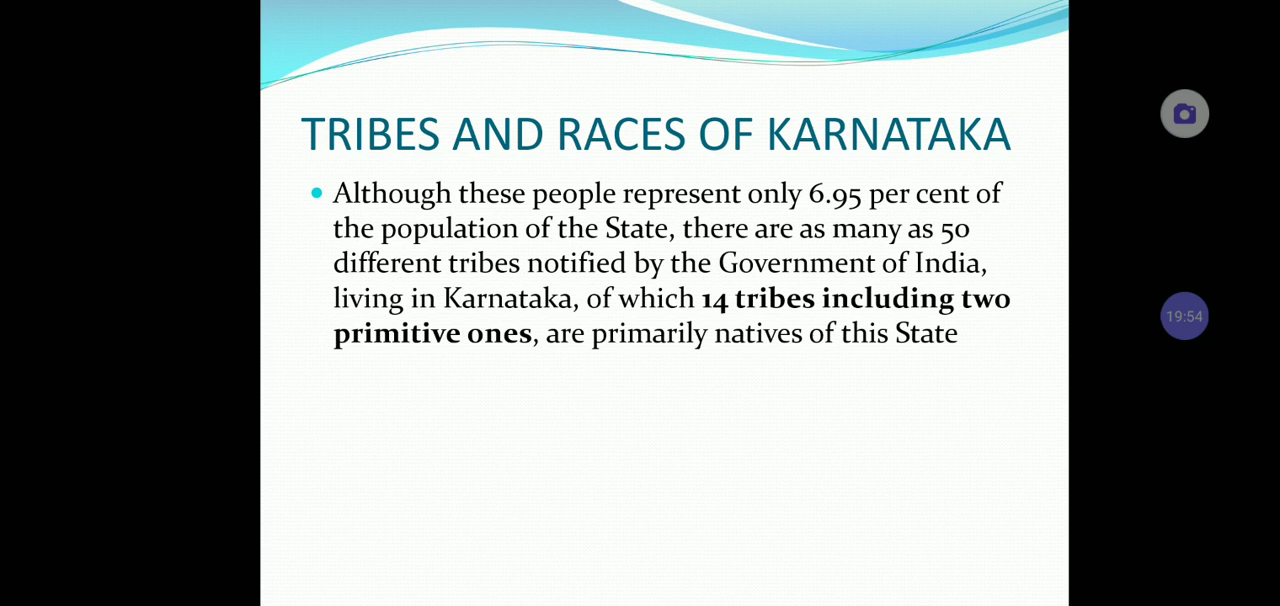 TRIBES AND RACES OF KARNATAKA
Although these people represent only 6.95 per cent of
the population of the State, there are as many as 50
different tribes notified by the Government of India,
living in Karnataka, of which 14 tribes including two
primitive ones, are primarily natives of this State
19:54